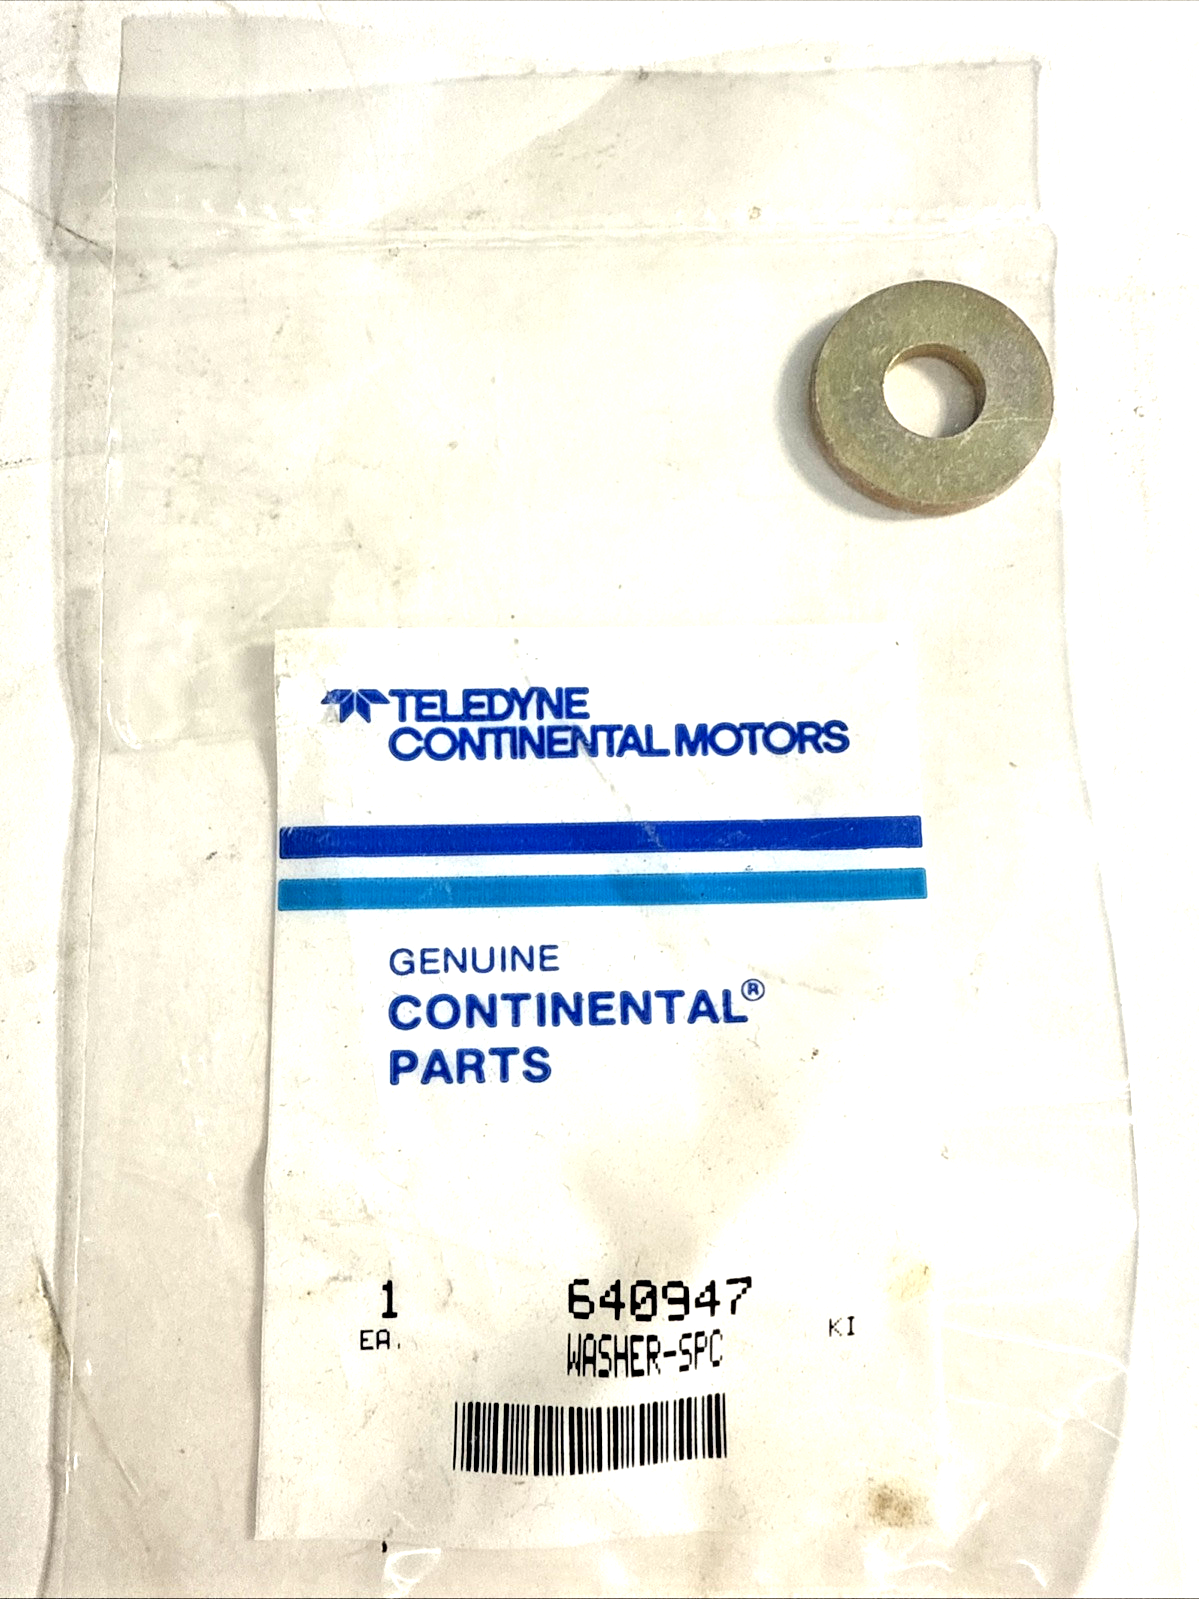 TELEDYNE
CONTINENTAL MOTORS
GENUINE
CONTINENTAL®
PARTS
1 640947
EA. WASHER-SPC KI